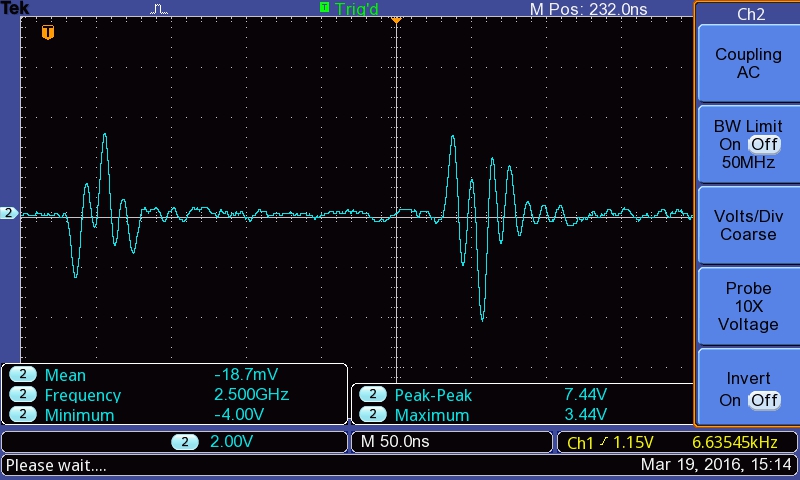 Tek
T Trig'd
M Pos: 232.0ns
T
2
Ch2
Coupling
AC
BW Limit
On Off
50MHz
Volts/Div
Coarse
Probe
10X
Voltage
Invert
On Off
2 Mean -18.7mV
2 Frequency 2.500GHz
2 Minimum -4.00V
2 Peak-Peak 7.44V
2 Maximum 3.44V
2 2.00V
M 50.0ns
Ch1 1.15V 6.63545kHz
Please wait....
Mar 19, 2016, 15:14